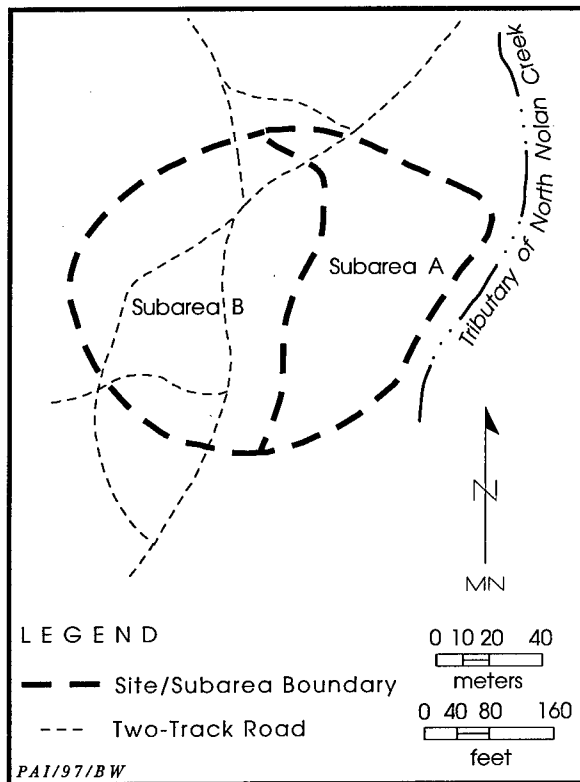 Tributary of North Nolan Creek
Subarea A
Subarea B
N
MN
LEGEND
Site/Subarea Boundary
Two-Track Road
0 10 20 40
meters
0 40 80 160
feet
PAI/97/BW